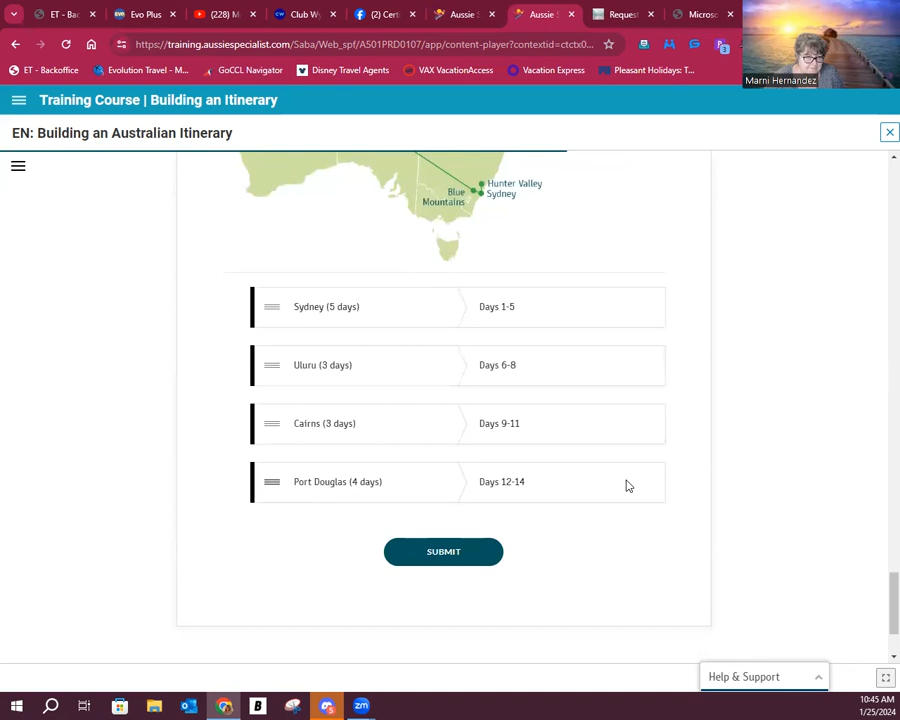 ET - Bac
Evo Plus
(228) M
Club W
(2) Cert
Aussie S
Aussie
Request
Microso
https://training.aussiespecialist.com/Saba/Web_spf/A501PRD0107/app/content-player?contextid=ctctx0...
ET - Backoffice
Evolution Travel - M...
GoCCL Navigator
Disney Travel Agents
VAX VacationAccess
Vacation Express
Pleasant Holidays: T...
Marni Hernandez
Training Course | Building an Itinerary
EN: Building an Australian Itinerary
Hunter Valley
Blue Mountains
Sydney
Sydney (5 days)
Days 1-5
Uluru (3 days)
Days 6-8
Cairns (3 days)
Days 9-11
Port Douglas (4 days)
Days 12-14
SUBMIT
Help & Support
10:45 AM
1/25/2024